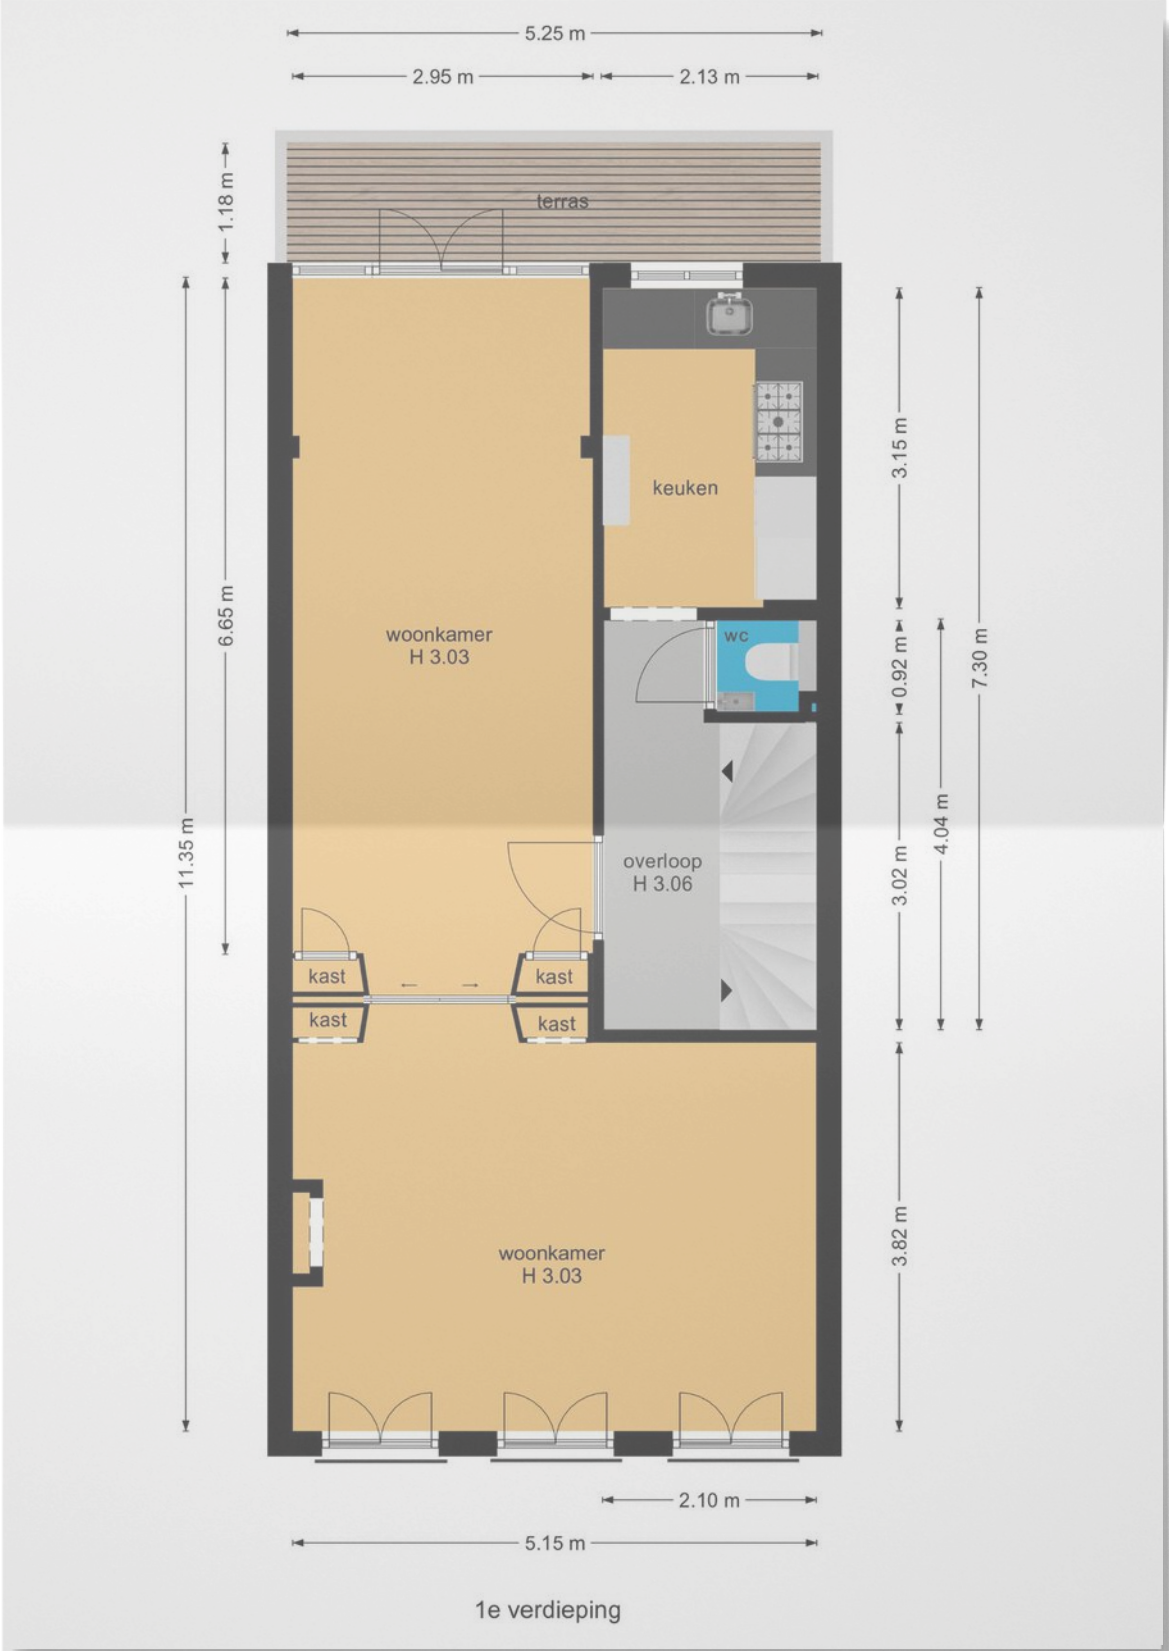 5.25 m
2.95 m
2.13 m
1.18 m
terras
3.15 m
keuken
6.65 m
woonkamer
H 3.03
wc
0.92 m
7.30 m
4.04 m
11.35 m
overloop
H 3.06
3.02 m
kast
kast
kast
kast
3.82 m
woonkamer
H 3.03
2.10 m
5.15 m
1e verdieping